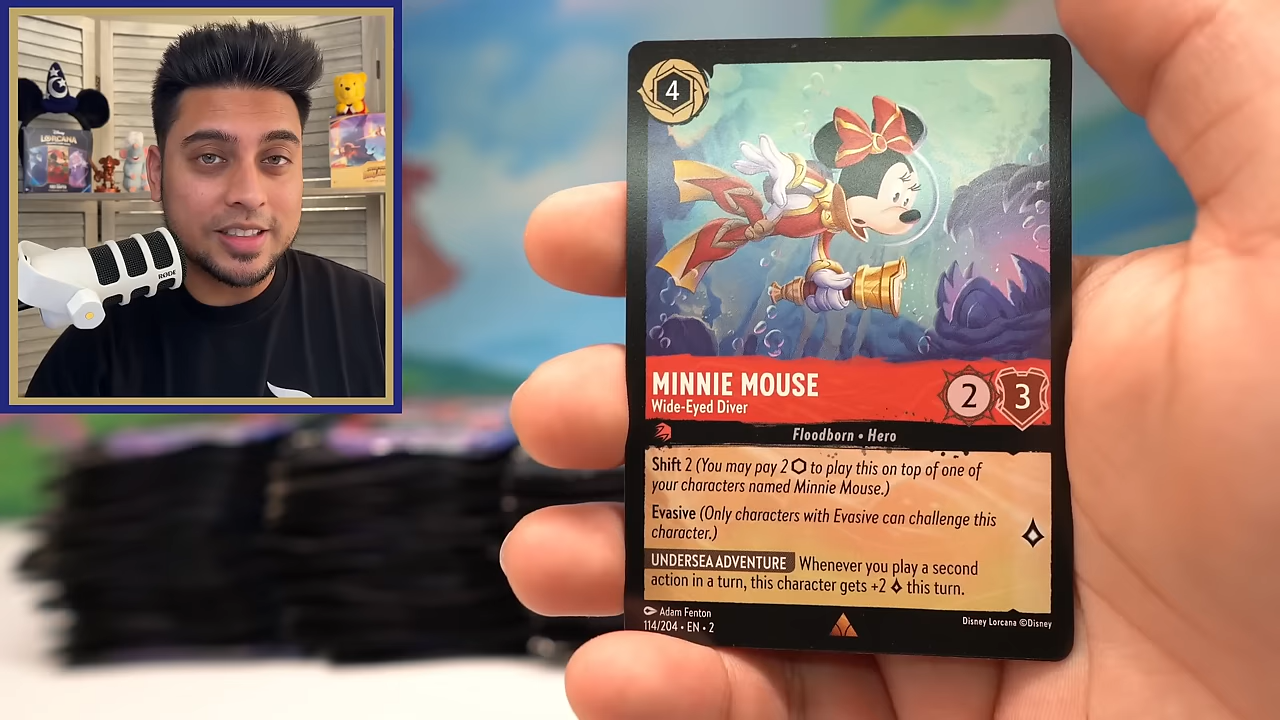 LORCANA
RØDE
4
MINNIE MOUSE
Wide-Eyed Diver
2 3
Floodborn • Hero
Shift 2 (You may pay 2 ⬡ to play this on top of one of
your characters named Minnie Mouse.)
Evasive (Only characters with Evasive can challenge this
character.)
UNDERSEA ADVENTURE Whenever you play a second
action in a turn, this character gets +2 ⟡ this turn.
Adam Fenton
114/204 • EN • 2
Disney Lorcana ©Disney